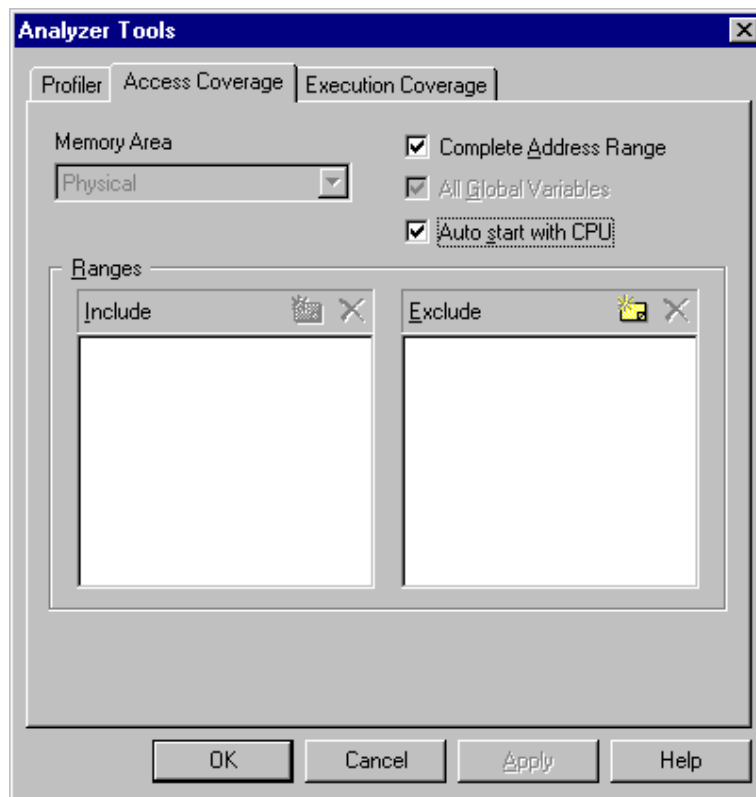 Analyzer Tools
Profiler Access Coverage Execution Coverage
Memory Area
Physical
Complete Address Range
All Global Variables
Auto start with CPU
Ranges
Include Exclude
OK Cancel Apply Help